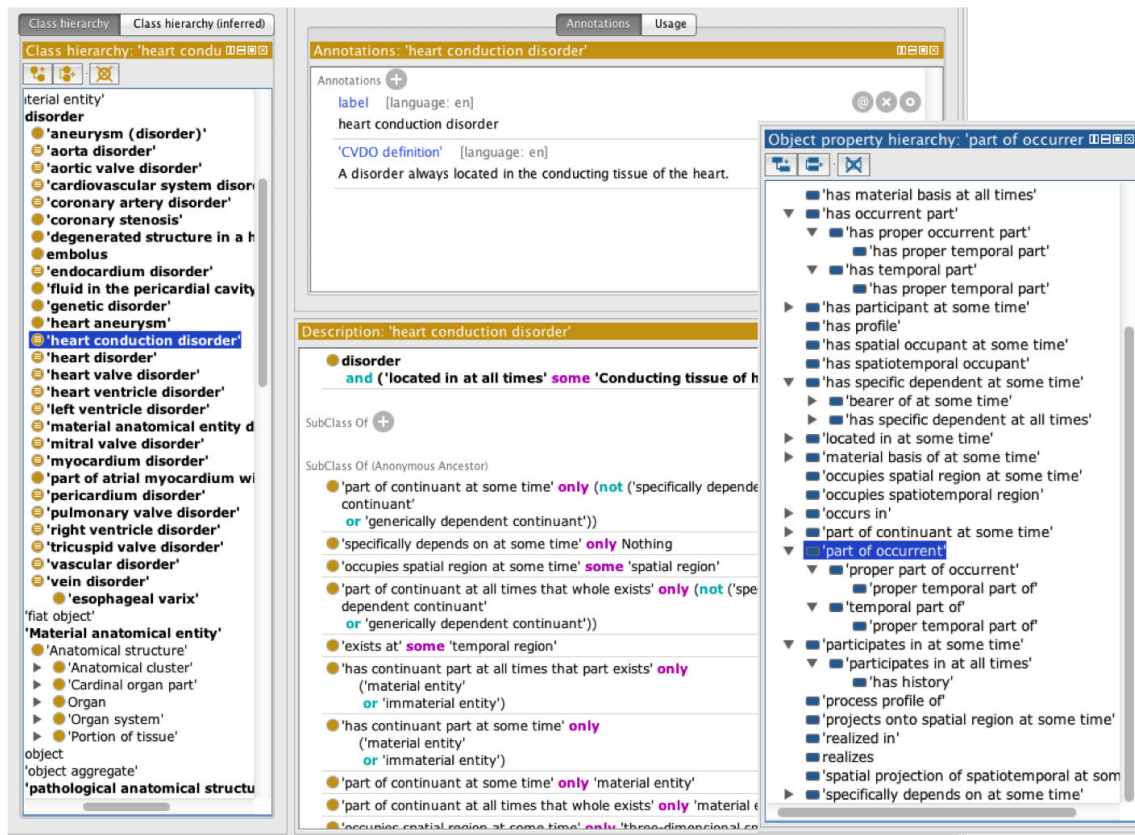 Class hierarchy
Class hierarchy (inferred)
Class hierarchy: 'heart condu
terial entity'
disorder
'aneurysm (disorder)'
'aorta disorder'
'aortic valve disorder'
'cardiovascular system disor
'coronary artery disorder'
'coronary stenosis'
'degenerated structure in a h
embolus
'endocardium disorder'
'fluid in the pericardial cavity
'genetic disorder'
'heart aneurysm'
'heart conduction disorder'
'heart disorder'
'heart valve disorder'
'heart ventricle disorder'
'left ventricle disorder'
'material anatomical entity d
'mitral valve disorder'
'myocardium disorder'
'part of atrial myocardium wi
'pericardium disorder'
'pulmonary valve disorder'
'right ventricle disorder'
'tricuspid valve disorder'
'vascular disorder'
'vein disorder'
'esophageal varix'
'fiat object'
'Material anatomical entity'
'Anatomical structure'
'Anatomical cluster'
'Cardinal organ part'
Organ
'Organ system'
'Portion of tissue'
object
'object aggregate'
'pathological anatomical structu
Annotations
Usage
Annotations: 'heart conduction disorder'
Annotations
label [language: en]
heart conduction disorder
'CVDO definition' [language: en]
A disorder always located in the conducting tissue of the heart.
Description: 'heart conduction disorder'
disorder
and ('located in at all times' some 'Conducting tissue of h
SubClass Of
SubClass Of (Anonymous Ancestor)
'part of continuant at some time' only (not ('specifically depende
continuant'
or 'generically dependent continuant'))
'specifically depends on at some time' only Nothing
'occupies spatial region at some time' some 'spatial region'
'part of continuant at all times that whole exists' only (not ('spe
dependent continuant'
or 'generically dependent continuant'))
'exists at' some 'temporal region'
'has continuant part at all times that part exists' only
('material entity'
or 'immaterial entity')
'has continuant part at some time' only
('material entity'
or 'immaterial entity')
'part of continuant at some time' only 'material entity'
'part of continuant at all times that whole exists' only 'material e
'occupies spatial region at some time' only 'three-dimensional sp
Object property hierarchy: 'part of occurrer
'has material basis at all times'
'has occurrent part'
'has proper occurrent part'
'has proper temporal part'
'has temporal part'
'has proper temporal part'
'has participant at some time'
'has profile'
'has spatial occupant at some time'
'has spatiotemporal occupant'
'has specific dependent at some time'
'bearer of at some time'
'has specific dependent at all times'
'located in at some time'
'material basis of at some time'
'occupies spatial region at some time'
'occupies spatiotemporal region'
'occurs in'
'part of continuant at some time'
'part of occurrent'
'proper part of occurrent'
'proper temporal part of'
'temporal part of'
'proper temporal part of'
'participates in at some time'
'participates in at all times'
'has history'
'process profile of'
'projects onto spatial region at some time'
'realized in'
realizes
'spatial projection of spatiotemporal at som
'specifically depends on at some time'